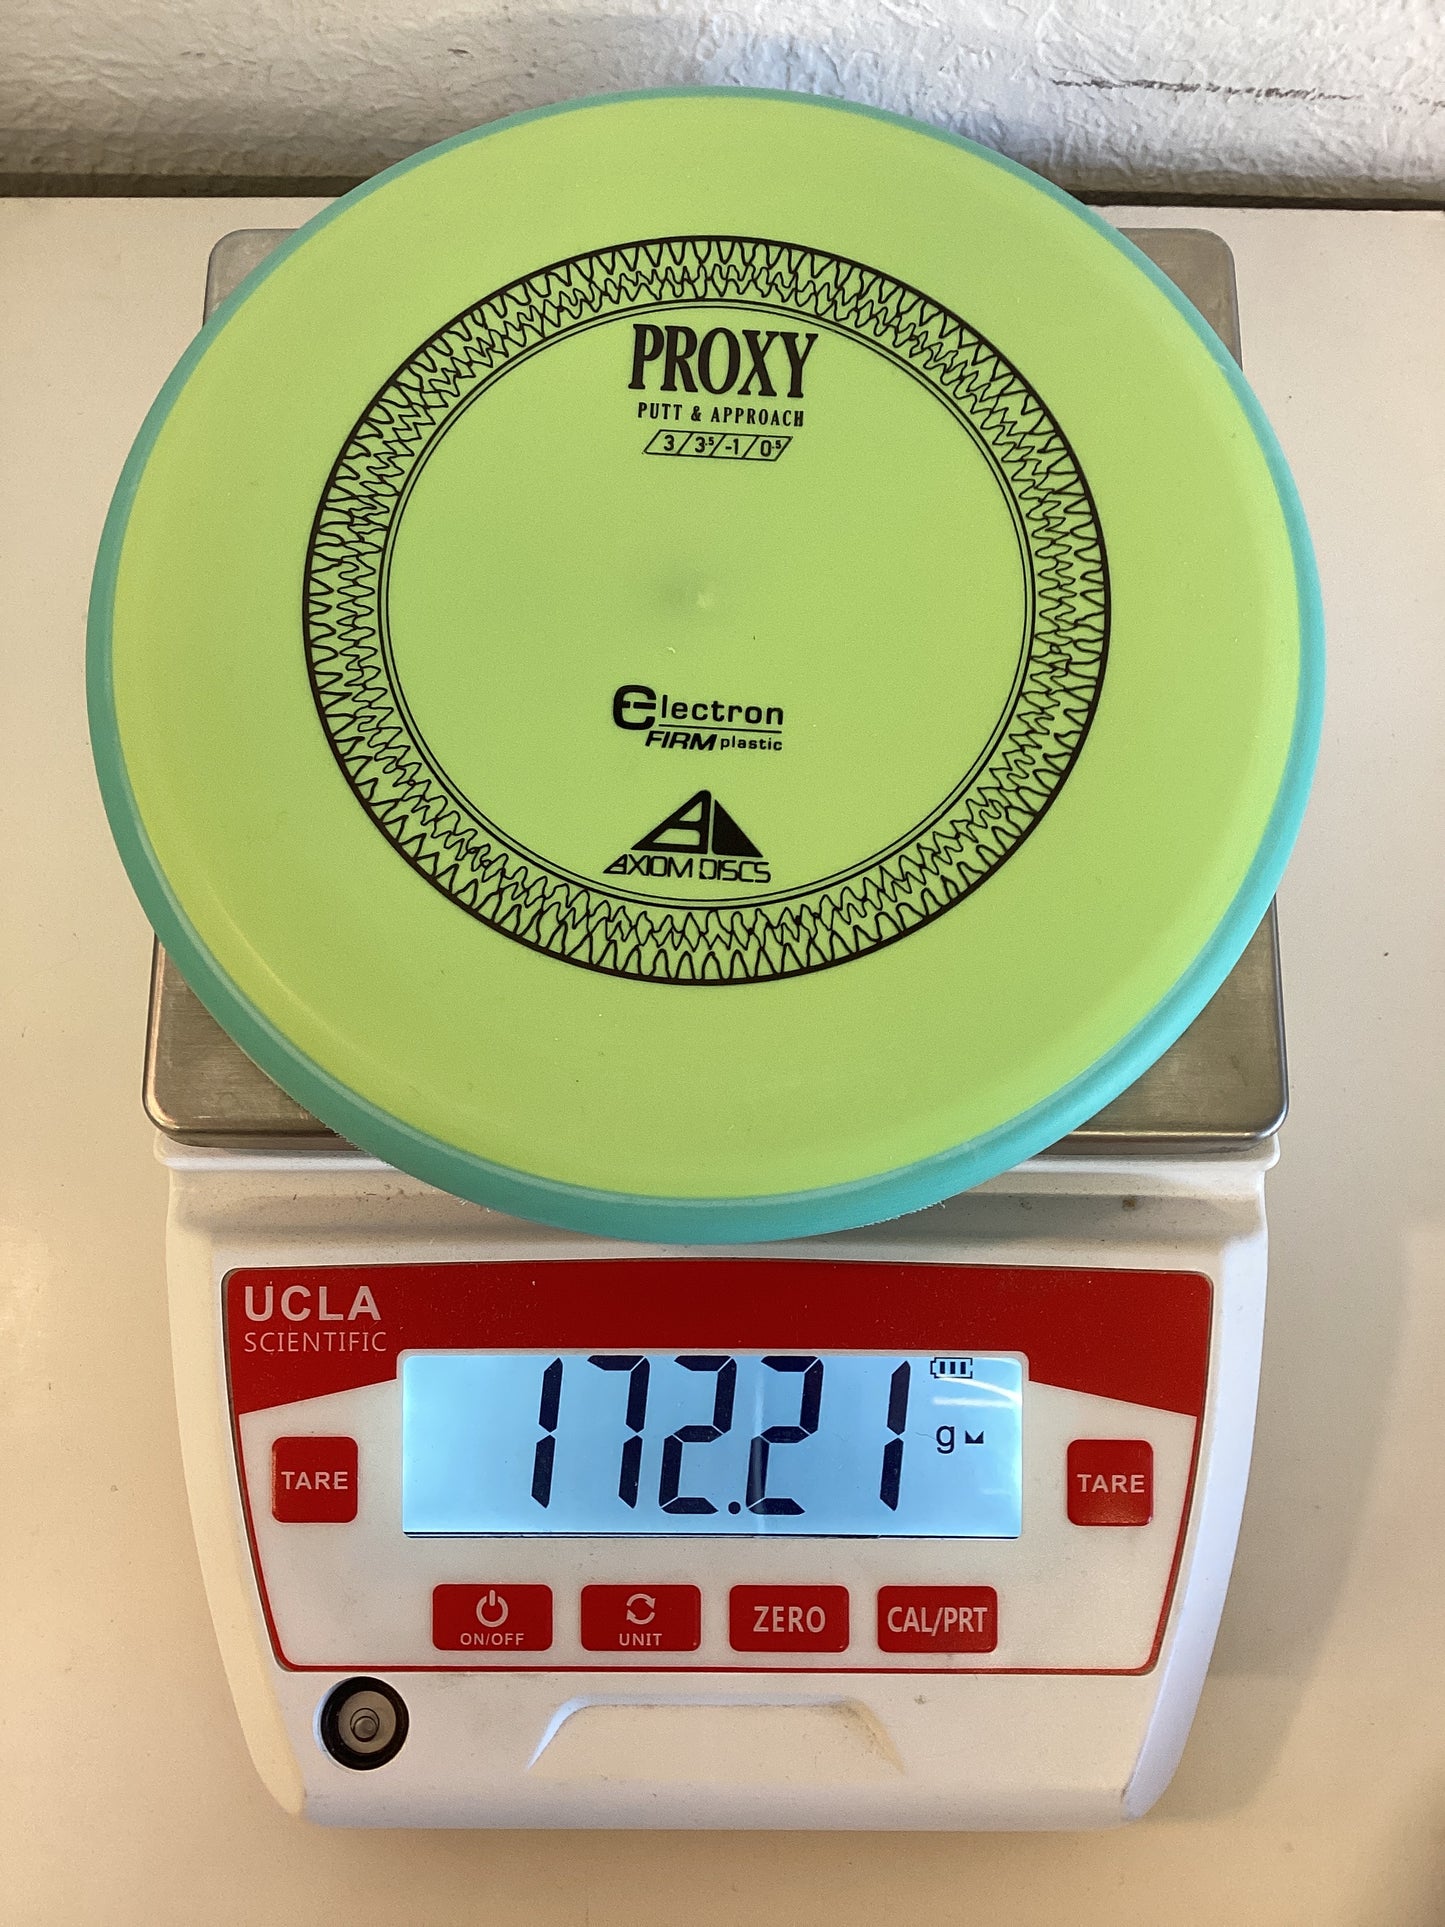 PROXY
PUTT & APPROACH
3/3.5/-1/0.5
Electron
FIRM plastic
AXIOM DISCS
UCLA
SCIENTIFIC
172.21 g
TARE
TARE
ON/OFF
UNIT
ZERO
CAL/PRT